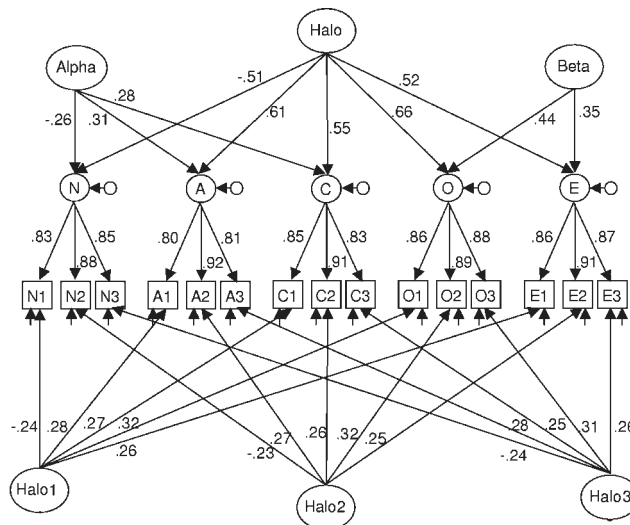 Halo
Alpha
Beta
-.51
.52
.28
-.26
.31
.61
.66
.44
.35
.55
N
A
C
O
E
.83
.85
.80
.81
.85
.83
.86
.88
.86
.87
.88
.92
.91
.89
.91
N1
N2
N3
A1
A2
A3
C1
C2
C3
O1
O2
O3
E1
E2
E3
-.24
.28
.27
.32
.26
.27
-.23
.26
.32
.25
.28
-.24
.25
.31
.26
Halo1
Halo2
Halo3